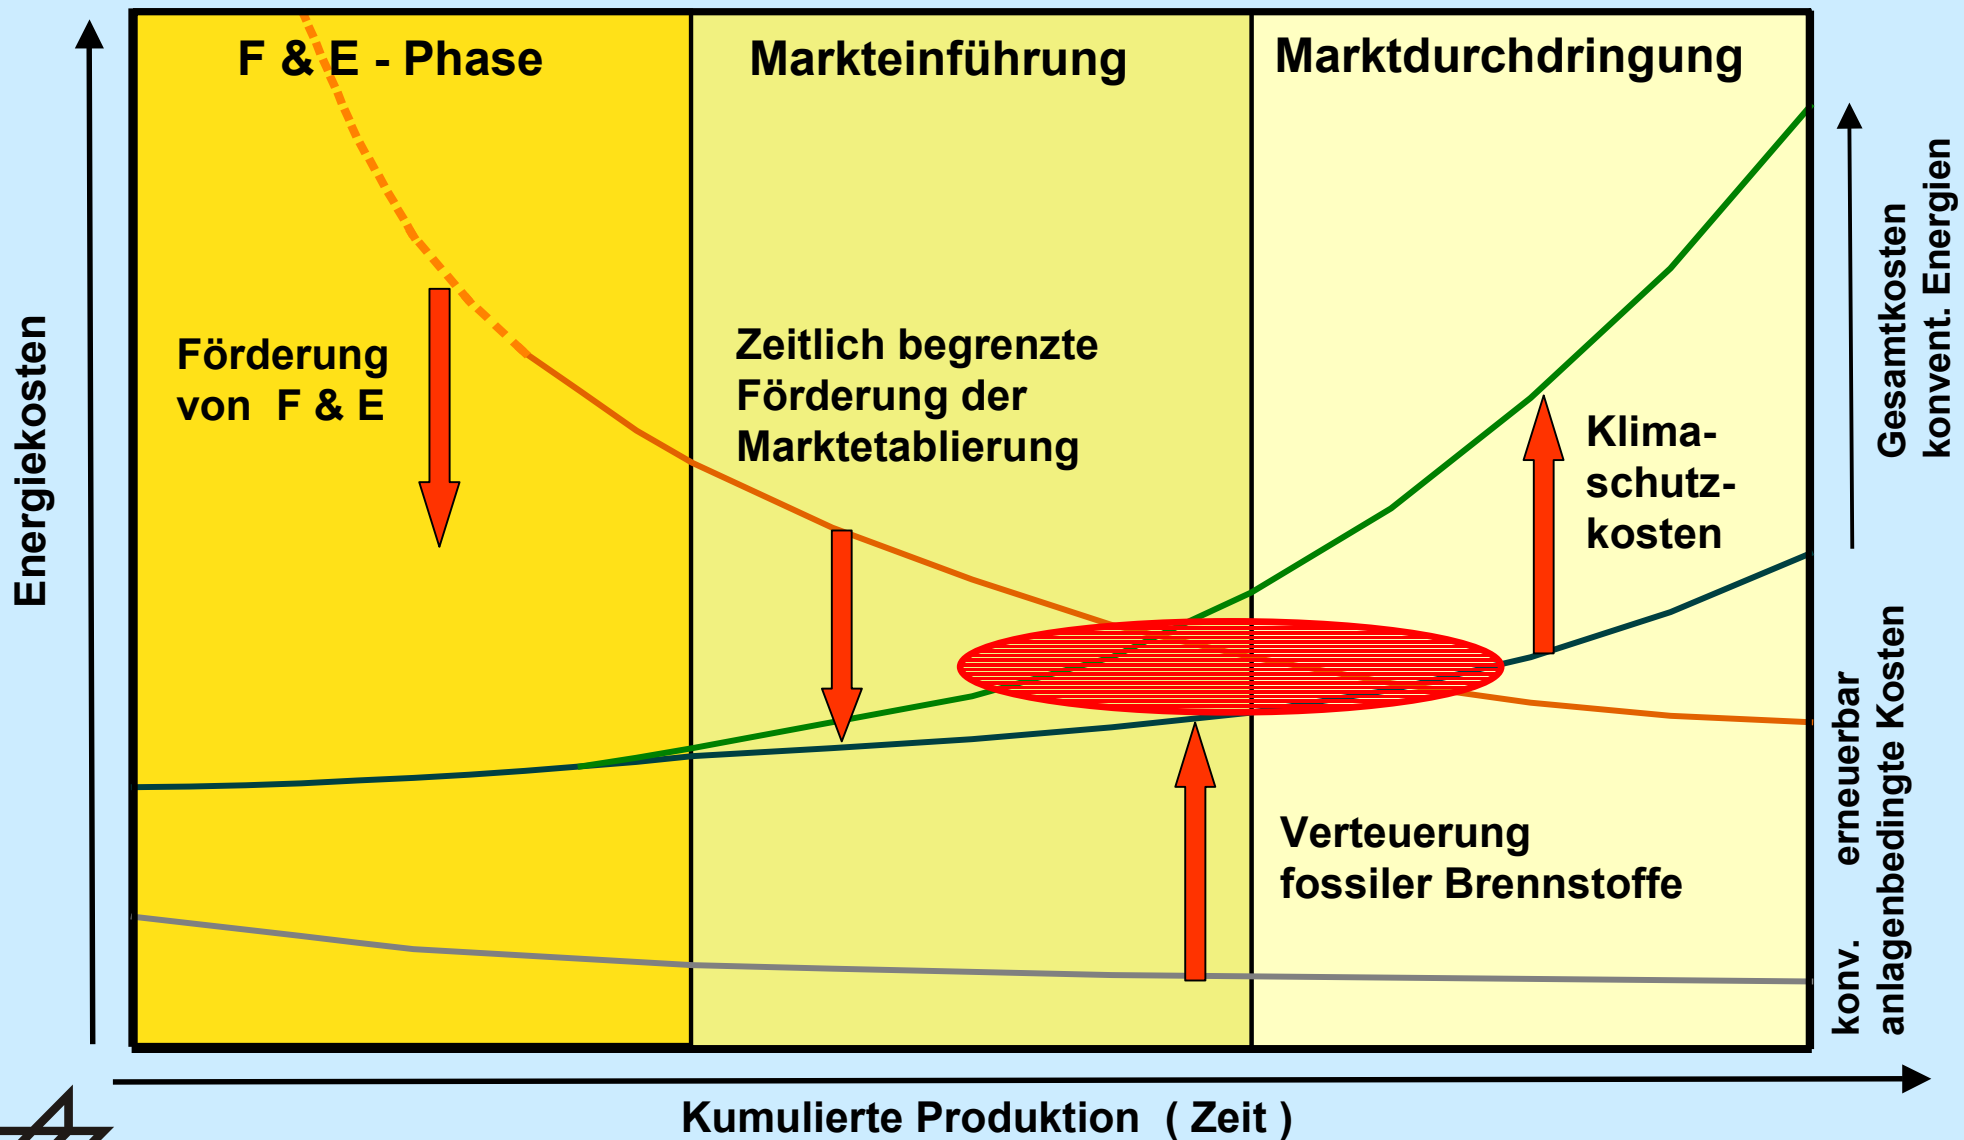 F & E - Phase
Markteinführung
Marktdurchdringung
Energiekosten
Förderung
von F & E
Zeitlich begrenzte
Förderung der
Marktetablierung
Klima-
schutz-
kosten
Verteuerung
fossiler Brennstoffe
Gesamtkosten
konvent. Energien
konv. erneuerbar
anlagenbedingte Kosten
Kumulierte Produktion ( Zeit )